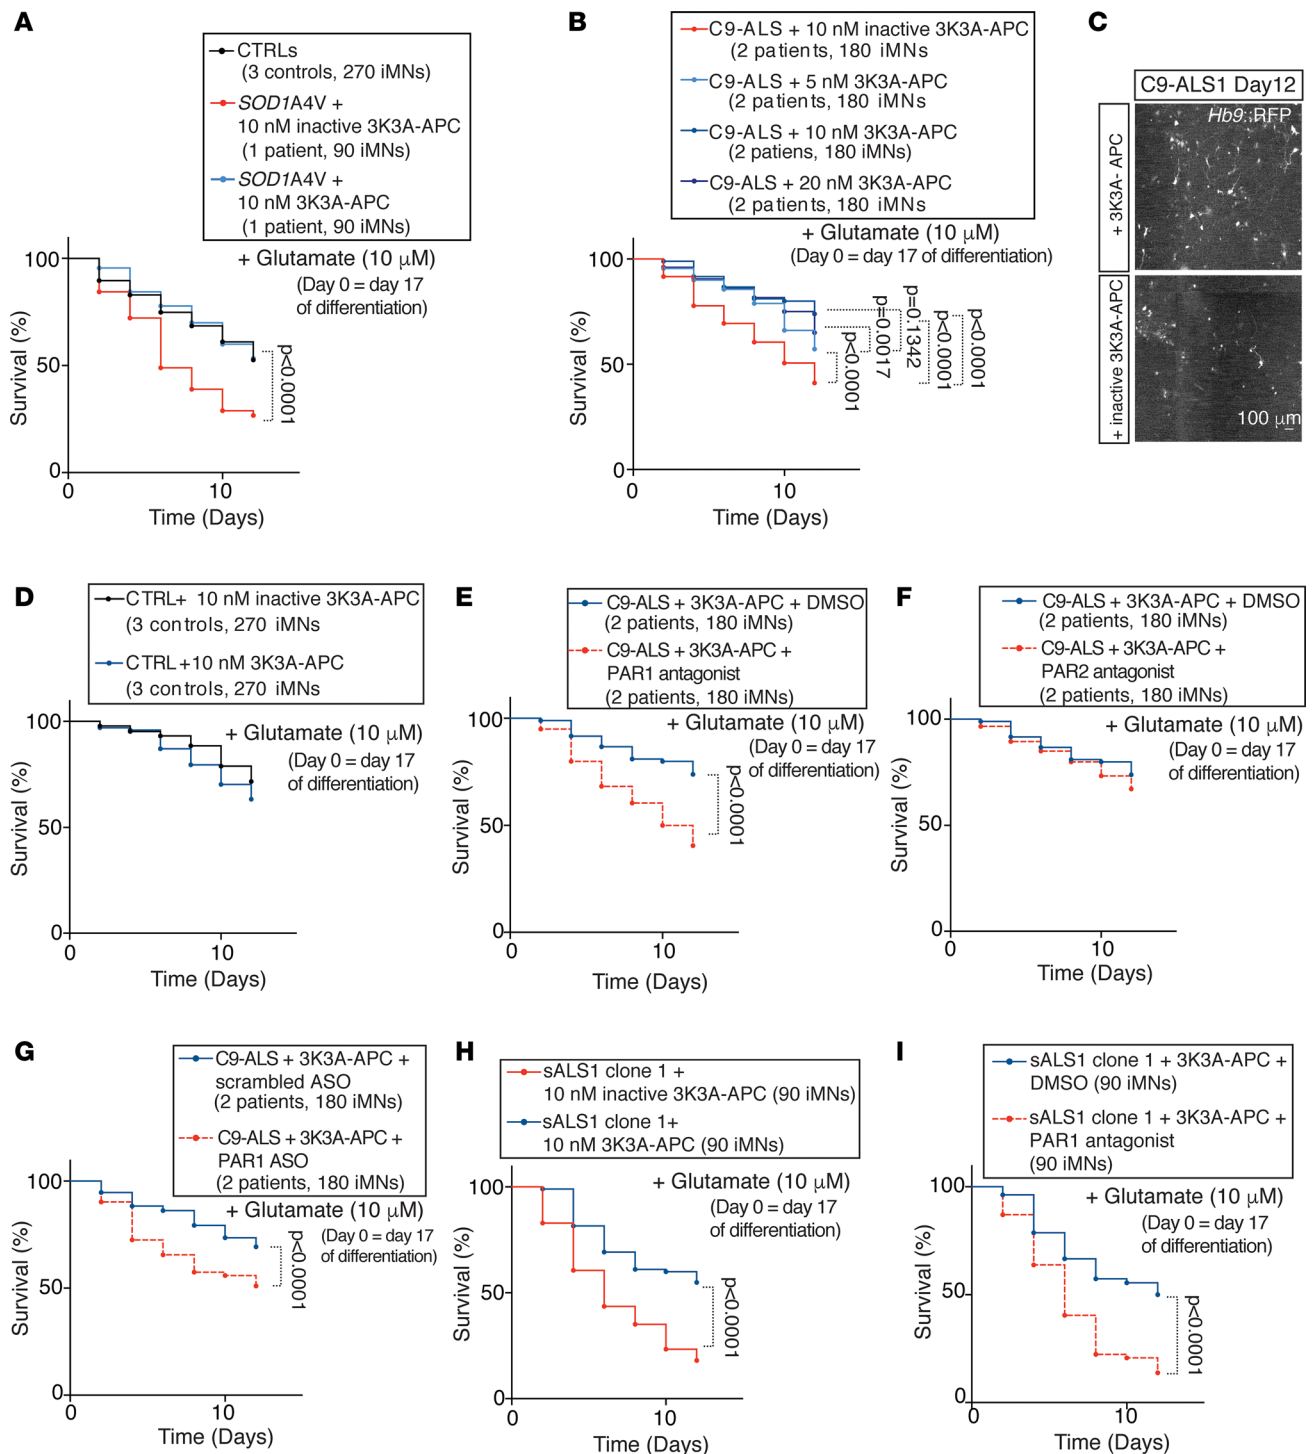 A
CTRLs
(3 controls, 270 iMNs)
SOD1A4V +
10 nM inactive 3K3A-APC
(1 patient, 90 iMNs)
SOD1A4V +
10 nM 3K3A-APC
(1 patient, 90 iMNs)
+ Glutamate (10 μM)
(Day 0 = day 17
of differentiation)
100
50
0
0
10
Survival (%)
Time (Days)
p<0.0001
B
C9-ALS + 10 nM inactive 3K3A-APC
(2 patients, 180 iMNs
C9-ALS + 5 nM 3K3A-APC
(2 patients, 180 iMNs
C9-ALS + 10 nM 3K3A-APC
(2 patiens, 180 iMNs)
C9-ALS + 20 nM 3K3A-APC
(2 patients, 180 iMNs
+ Glutamate (10 μM)
(Day 0 = day 17 of differentiation)
100
50
0
0
10
Survival (%)
Time (Days)
p<0.0001
p=0.0017
p=0.1342
p<0.0001
p<0.0001
C
C9-ALS1 Day12
Hb9::RFP
+ 3K3A- APC
+ inactive 3K3A-APC
100 μm
D
CTRL+ 10 nM inactive 3K3A-APC
(3 controls, 270 iMNs
CTRL+10 nM 3K3A-APC
(3 controls, 270 iMNs
+ Glutamate (10 μM)
(Day 0 = day 17
of differentiation)
100
50
0
0
10
Survival (%)
Time (Days)
E
C9-ALS + 3K3A-APC + DMSO
(2 patients, 180 iMNs)
C9-ALS + 3K3A-APC +
PAR1 antagonist
(2 patients, 180 iMNs)
+ Glutamate (10 μM)
(Day 0 = day 17
of differentiation)
100
50
0
0
10
Survival (%)
Time (Days)
p<0.0001
F
C9-ALS + 3K3A-APC + DMSO
(2 patients, 180 iMNs)
C9-ALS + 3K3A-APC +
PAR2 antagonist
(2 patients, 180 iMNs)
+ Glutamate (10 μM)
(Day 0 = day 17
of differentiation)
100
50
0
0
10
Survival (%)
Time (Days)
G
C9-ALS + 3K3A-APC +
scrambled ASO
(2 patients, 180 iMNs)
C9-ALS + 3K3A-APC +
PAR1 ASO
(2 patients, 180 iMNs)
+ Glutamate (10 μM)
(Day 0 = day 17
of differentiation)
100
50
0
0
10
Survival (%)
Time (Days)
p<0.0001
H
sALS1 clone 1 +
10 nM inactive 3K3A-APC (90 iMNs)
sALS1 clone 1+
10 nM 3K3A-APC (90 iMNs)
+ Glutamate (10 μM)
(Day 0 = day 17
of differentiation)
100
50
0
0
10
Survival (%)
Time (Days)
p<0.0001
I
sALS1 clone 1 + 3K3A-APC +
DMSO (90 iMNs)
sALS1 clone 1 + 3K3A-APC +
PAR1 antagonist
(90 iMNs)
+ Glutamate (10 μM)
(Day 0 = day 17
of differentiation)
100
50
0
0
10
Survival (%)
Time (Days)
p<0.0001